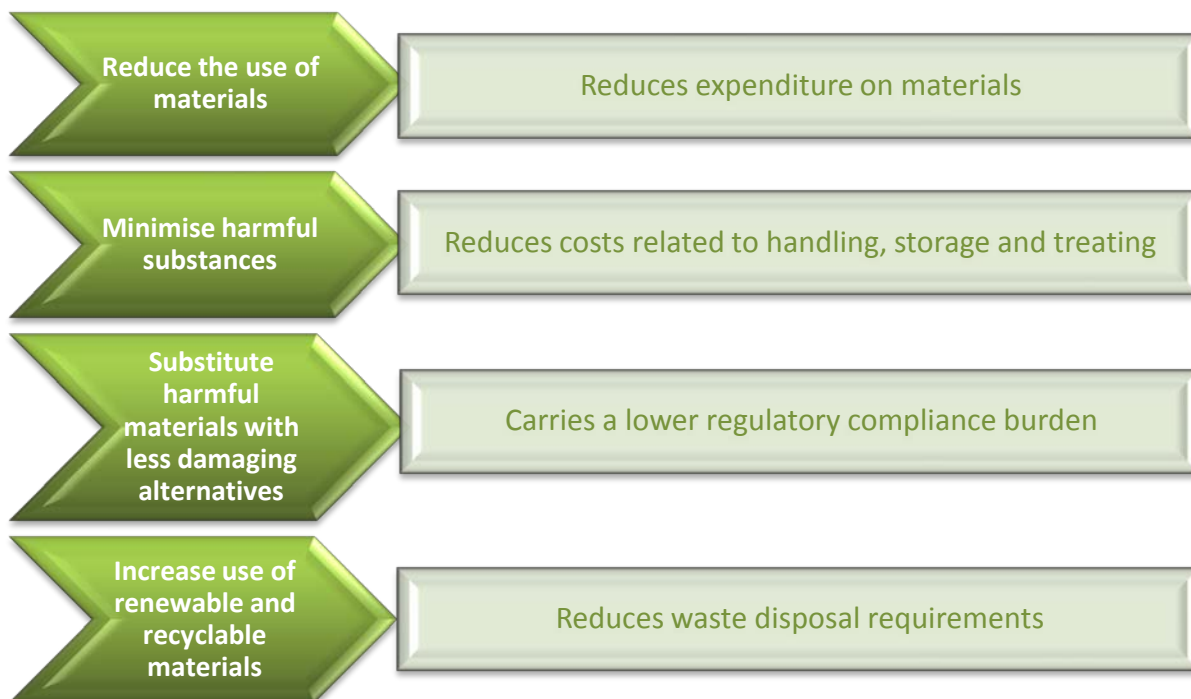 Reduce the use of
materials
Reduces expenditure on materials
Minimise harmful
substances
Reduces costs related to handling, storage and treating
Substitute
harmful
materials with
less damaging
alternatives
Carries a lower regulatory compliance burden
Increase use of
renewable and
recyclable
materials
Reduces waste disposal requirements